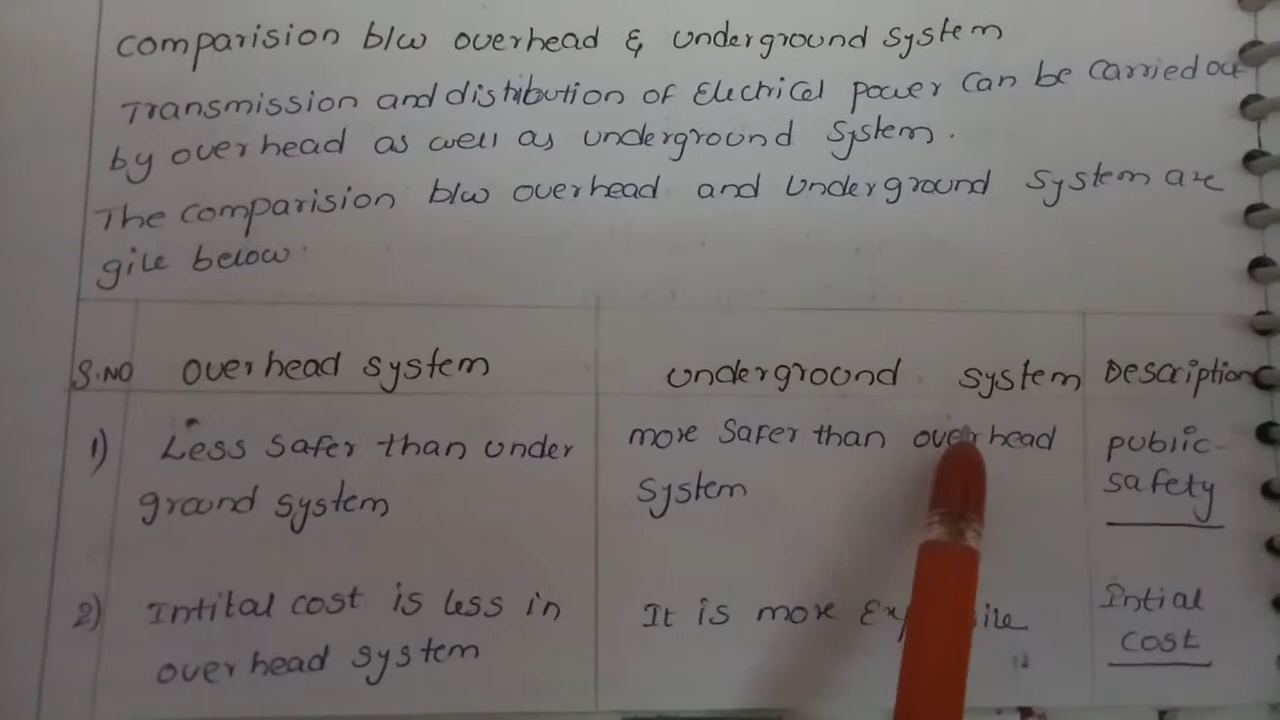 comparision b/w overhead & underground system
Transmission and distribution of Electrical power can be carried out
by overhead as well as underground system.
The comparision b/w overhead and underground system are
give below.
S.NO overhead system underground system Description
1) Less safer than under more safer than overhead public
ground system system safety
2) Intital cost is less in It is more Intial
overhead system cost